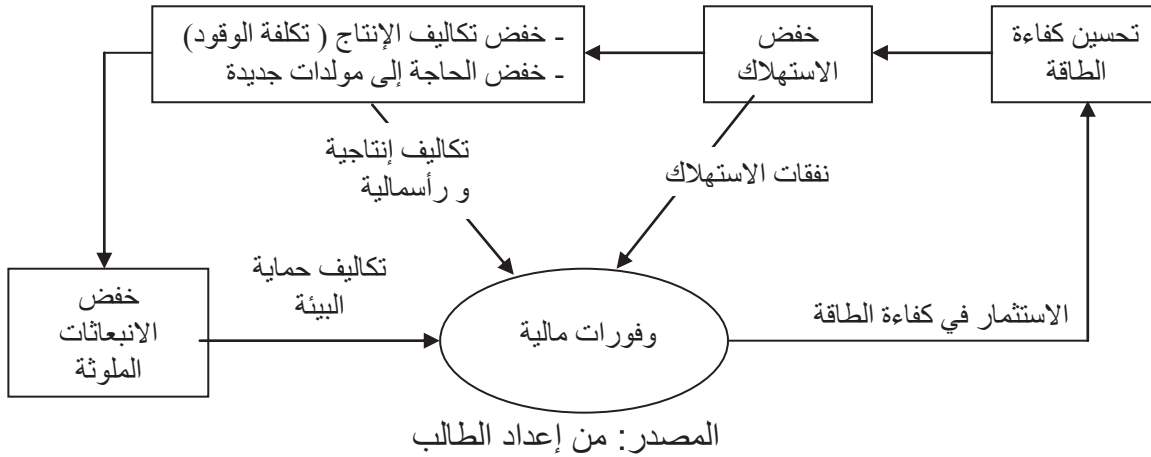 تحسين كفاءة
الطاقة
خفض
الاستهلاك
- خفض تكاليف الإنتاج ( تكلفة الوقود)
- خفض الحاجة إلى مولدات جديدة
تكاليف إنتاجية
و رأسمالية
نفقات الاستهلاك
خفض
الانبعاثات
الملوثة
تكاليف حماية
البيئة
وفورات مالية
الاستثمار في كفاءة الطاقة
المصدر: من إعداد الطالب